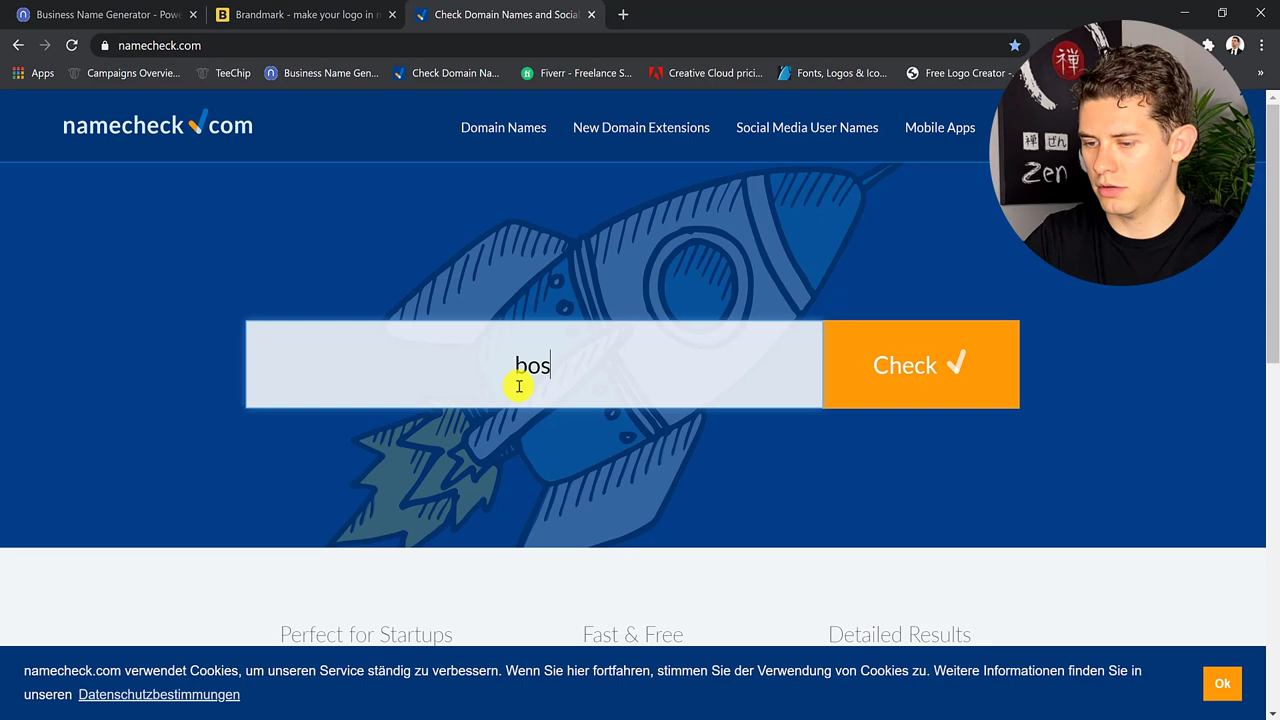 Business Name Generator - Pow
Brandmark - make your logo in n
Check Domain Names and Social
namecheck.com
Apps
Campaigns Overvie...
TeeChip
Business Name Gen...
Check Domain Na...
Fiverr - Freelance S...
Creative Cloud prici...
Fonts, Logos & Ico...
Free Logo Creator -
»
namecheck com
Domain Names
New Domain Extensions
Social Media User Names
Mobile Apps
禅
禅 ぜん
Zen
bos
Check
Perfect for Startups
Fast & Free
Detailed Results
namecheck.com verwendet Cookies, um unseren Service ständig zu verbessern. Wenn Sie hier fortfahren, stimmen Sie der Verwendung von Cookies zu. Weitere Informationen finden Sie in
unseren Datenschutzbestimmungen
Ok